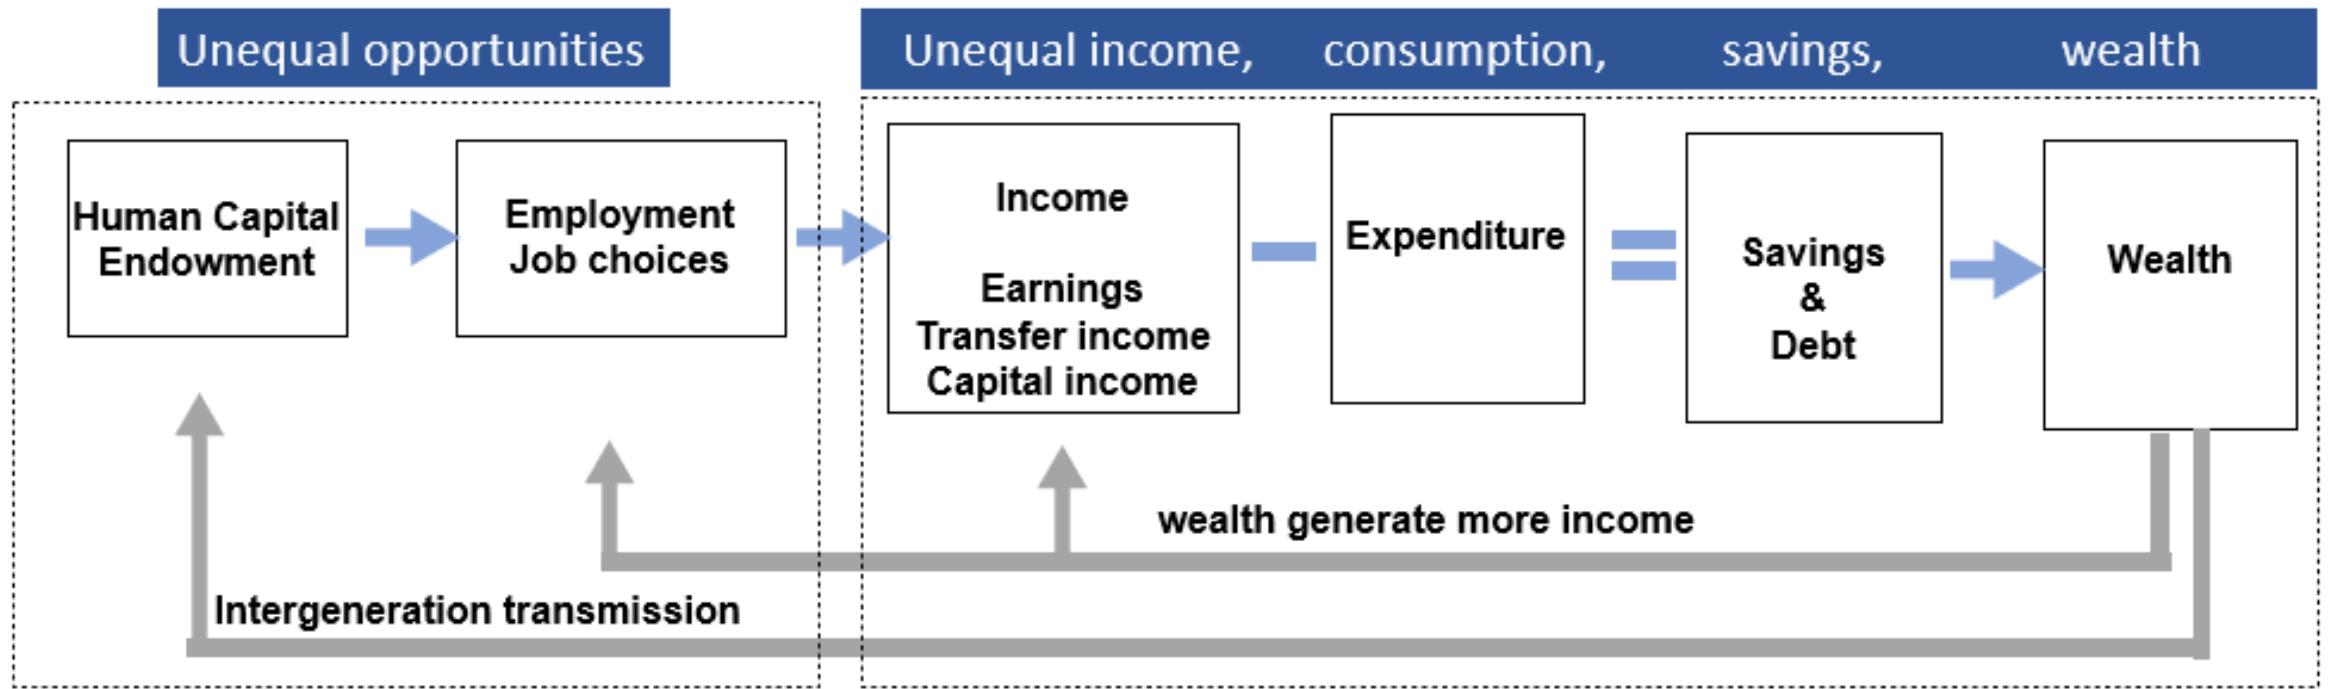 Unequal opportunities
Unequal income, consumption, savings, wealth
Human Capital
Endowment
Employment
Job choices
Income
Earnings
Transfer income
Capital income
Expenditure
Savings
&
Debt
Wealth
wealth generate more income
Intergeneration transmission